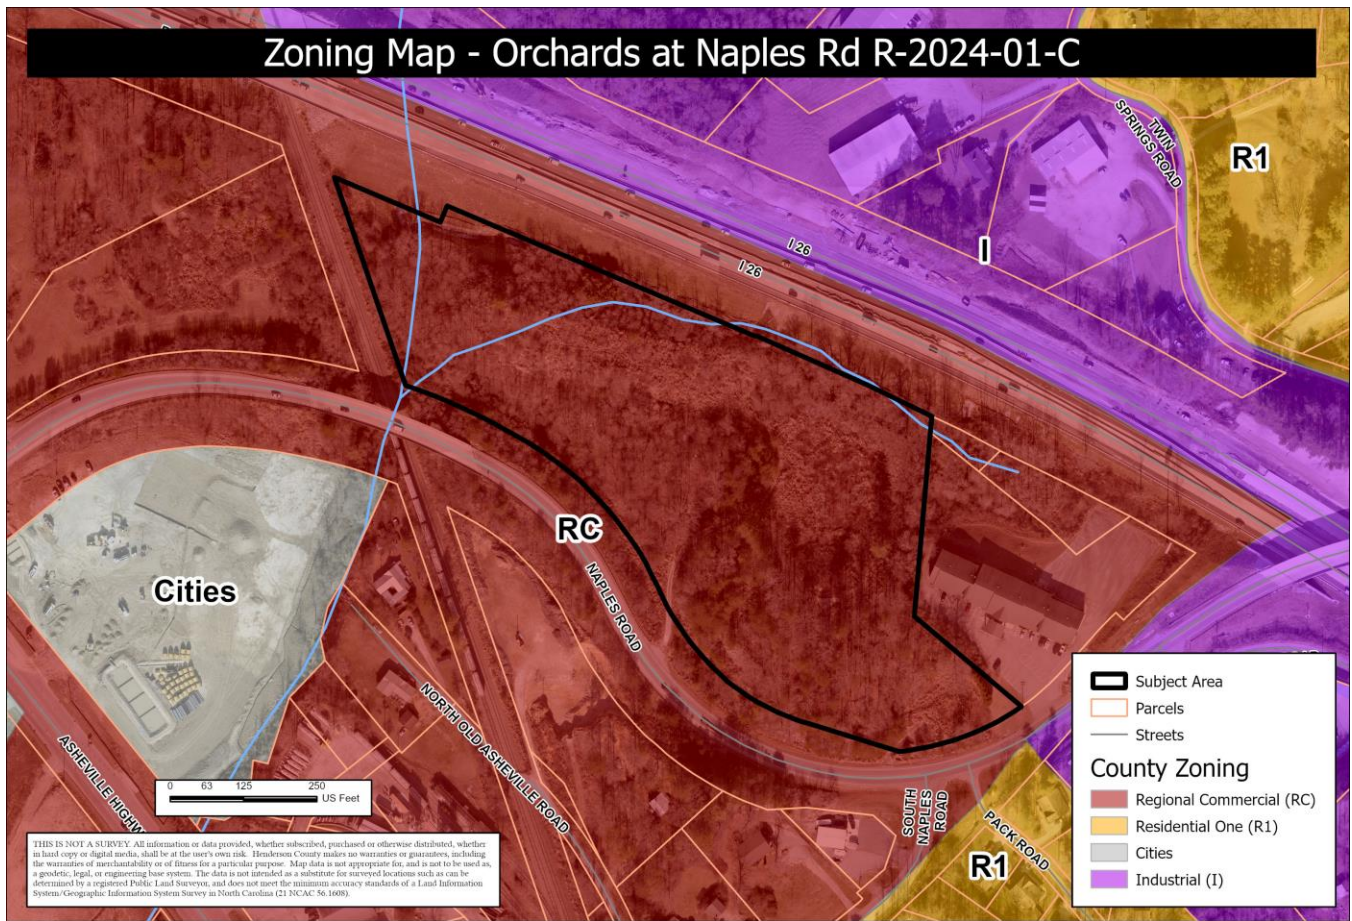 Zoning Map - Orchards at Naples Rd R-2024-01-C
TWIN
SPRINGS ROAD
R1
I
I 26
I 26
RC
Cities
NAPLES ROAD
NORTH OLD ASHEVILLE ROAD
ASHEVILLE HIGHW
SOUTH
NAPLES
ROAD
PACK ROAD
R1
0 63 125 250
US Feet
Subject Area
Parcels
Streets
County Zoning
Regional Commercial (RC)
Residential One (R1)
Cities
Industrial (I)
THIS IS NOT A SURVEY. All information or data provided, whether subscribed, purchased or otherwise distributed, whether
in hard copy or digital media, shall be at the user's own risk. Henderson County makes no warranties or guarantees, including
the warranties of merchantability or of fitness for a particular purpose. Map data is not appropriate for, and is not to be used as,
a geodetic, legal, or engineering base system. The data is not intended as a substitute for surveyed locations such as can be
determined by a registered Public Land Surveyor, and does not meet the minimum accuracy standards of a Land Information
System/Geographic Information System Survey in North Carolina (21 NCAC 56.1608).